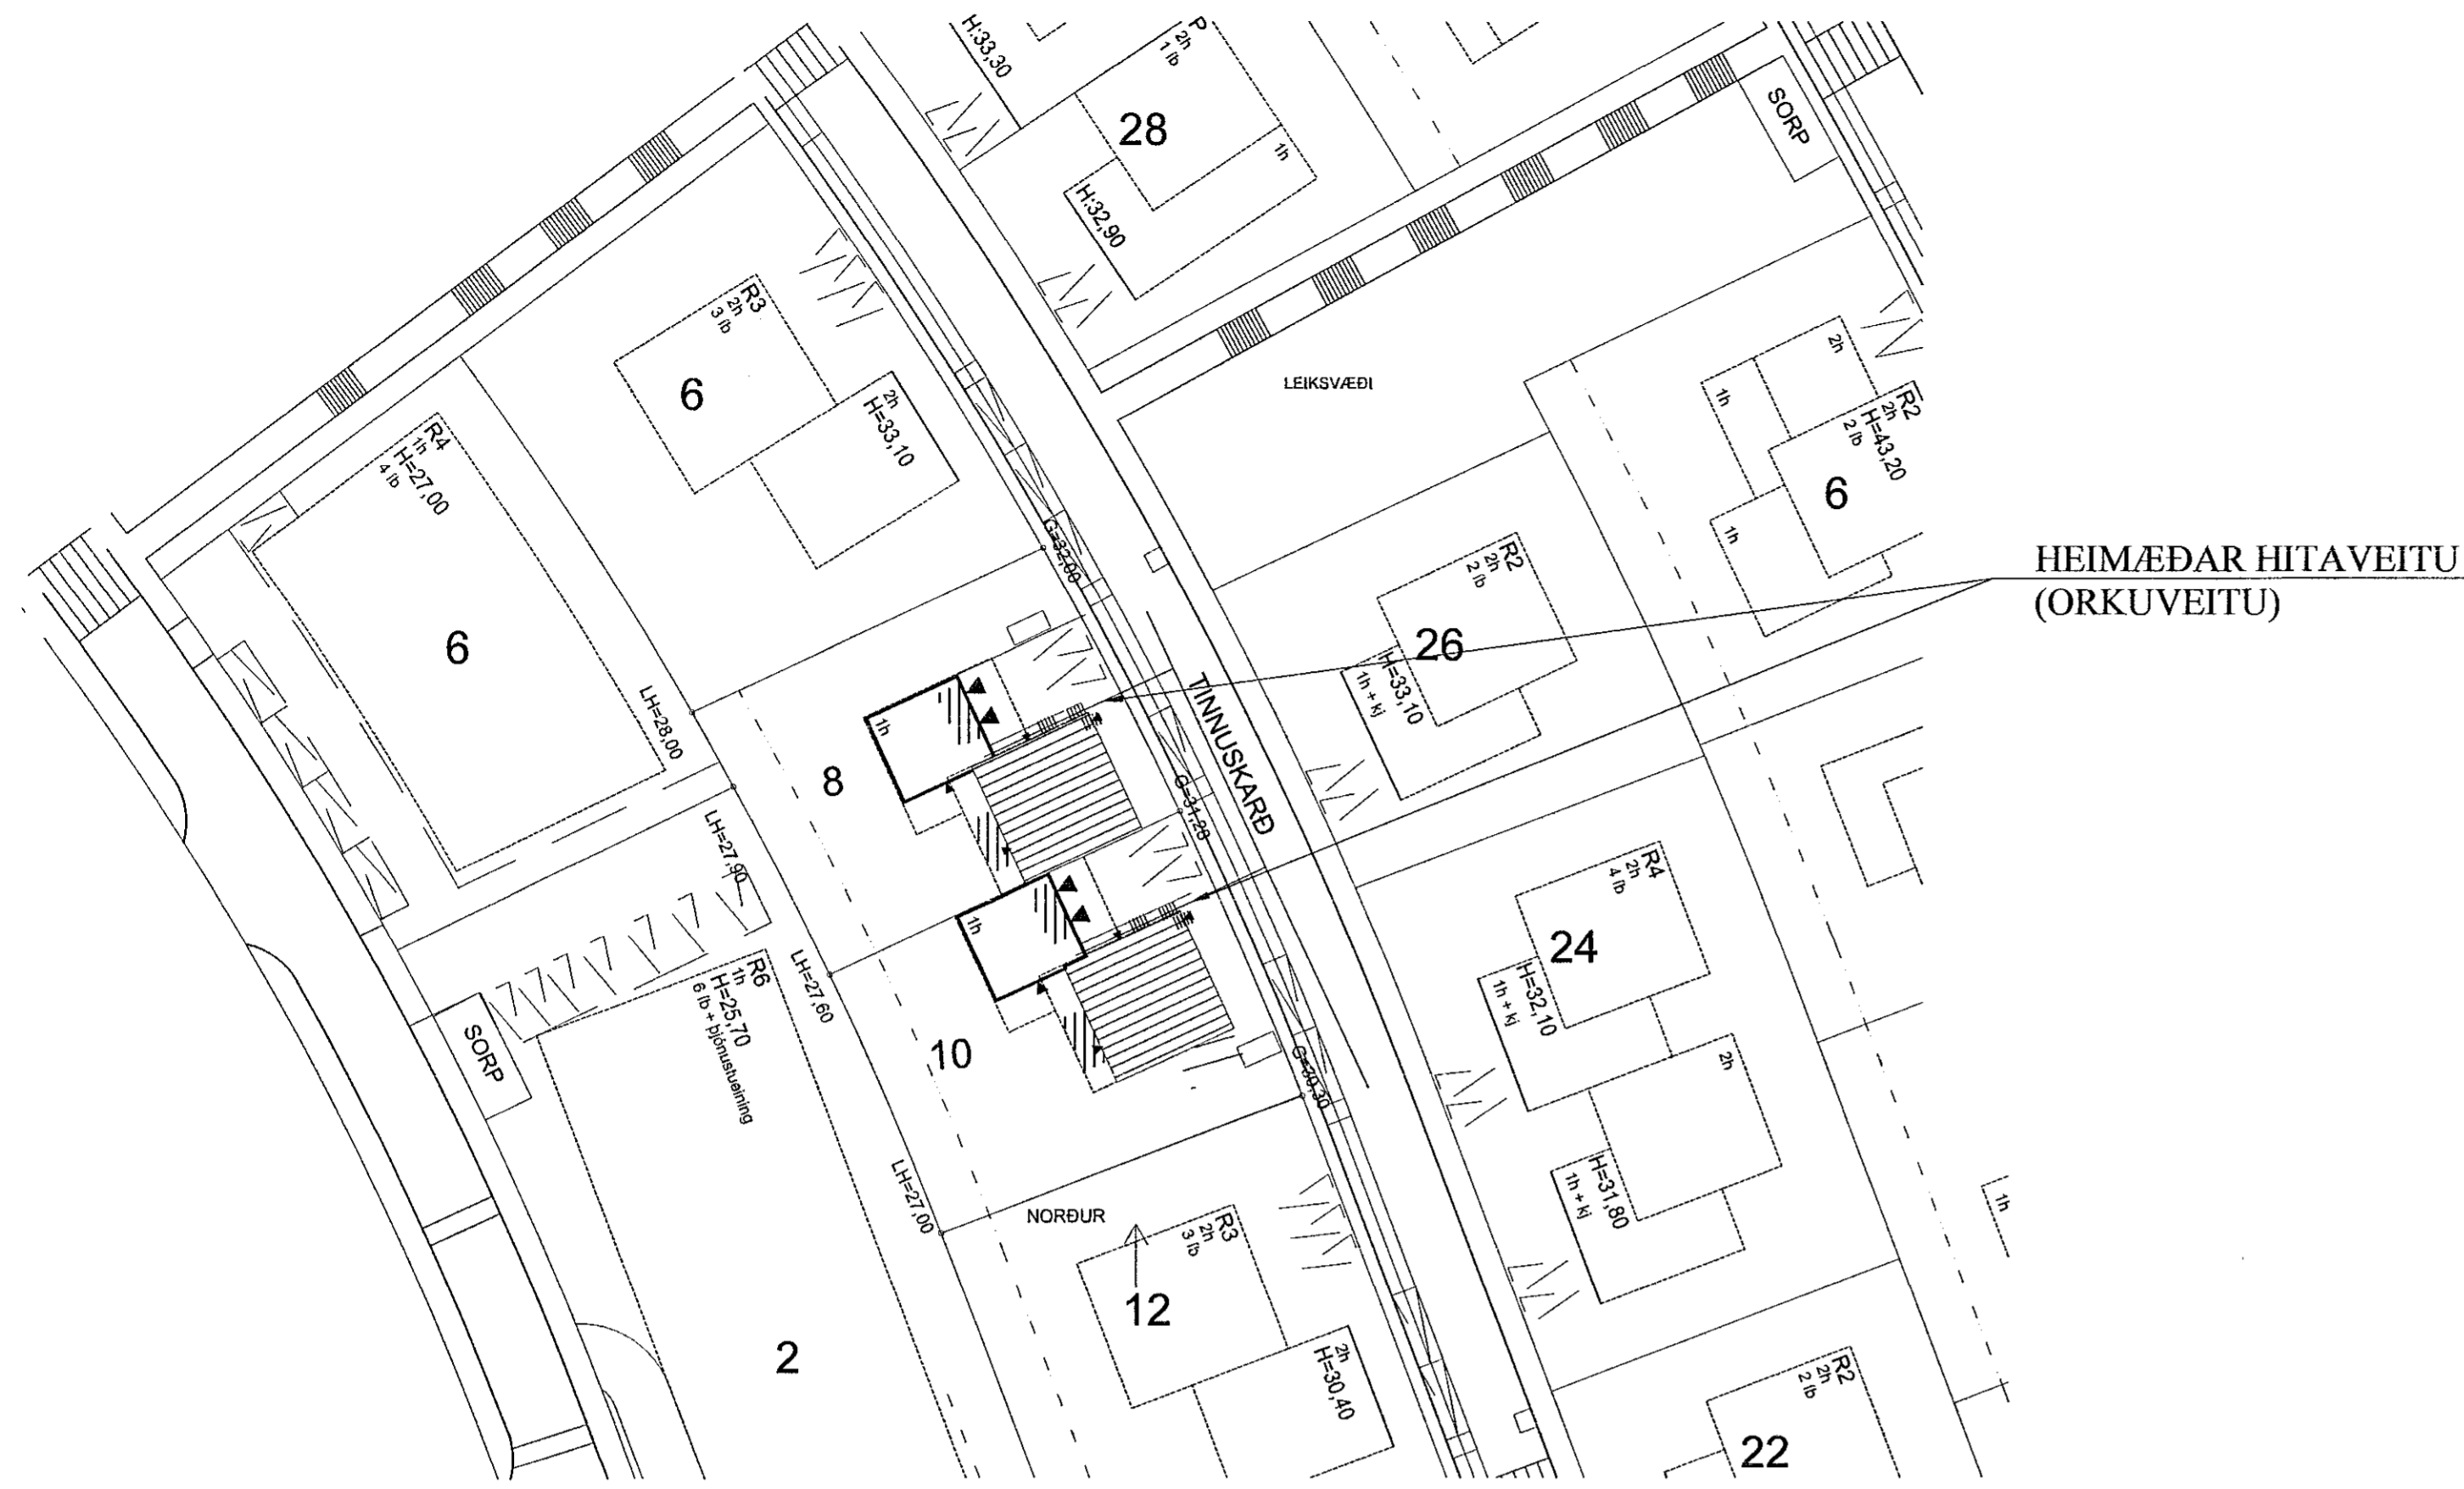 H:33,30
P
2h
1 íb
28
1h
H:32,90
SORP
R3
2h
3 íb
6
2h
H=33,10
LEIKSVÆÐI
R4
1h
H=27,00
4 íb
6
2h
1h
R2
2h
H=43,20
2 íb
6
1h
G=32,00
R2
2h
2 íb
26
H=33,10
1h + kj
HEIMÆÐAR HITAVEITU
(ORKUVEITU)
LH=28,00
1h
8
TINNUSKARÐ
G=31,28
LH=27,90
1h
R4
2h
4 íb
24
H=32,10
1h + kj
LH=27,60
R6
1h
H=25,70
6 íb + þjónustueining
SORP
10
G=30,30
2h
H=31,80
1h + kj
LH=27,00
NORÐUR
R3
2h
3 íb
12
1h
2
2h
H=30,40
R2
2h
2 íb
22